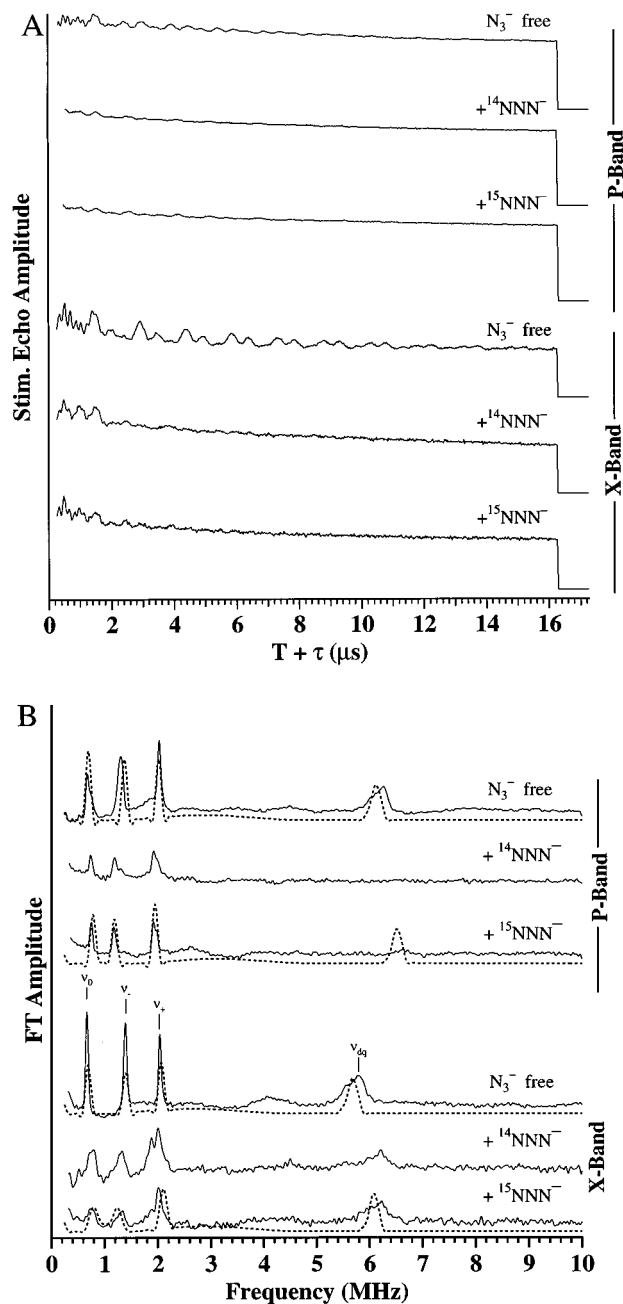 A
N₃⁻ free
+¹⁴NNN⁻
+¹⁵NNN⁻
P-Band
N₃⁻ free
+¹⁴NNN⁻
+¹⁵NNN⁻
X-Band
Stim. Echo Amplitude
0 2 4 6 8 10 12 14 16
T + τ (μs)
B
N₃⁻ free
+ ¹⁴NNN⁻
+ ¹⁵NNN⁻
P-Band
ν₀ ν₋ ν₊ ν_dq
N₃⁻ free
+ ¹⁴NNN⁻
+ ¹⁵NNN⁻
X-Band
FT Amplitude
0 1 2 3 4 5 6 7 8 9 10
Frequency (MHz)